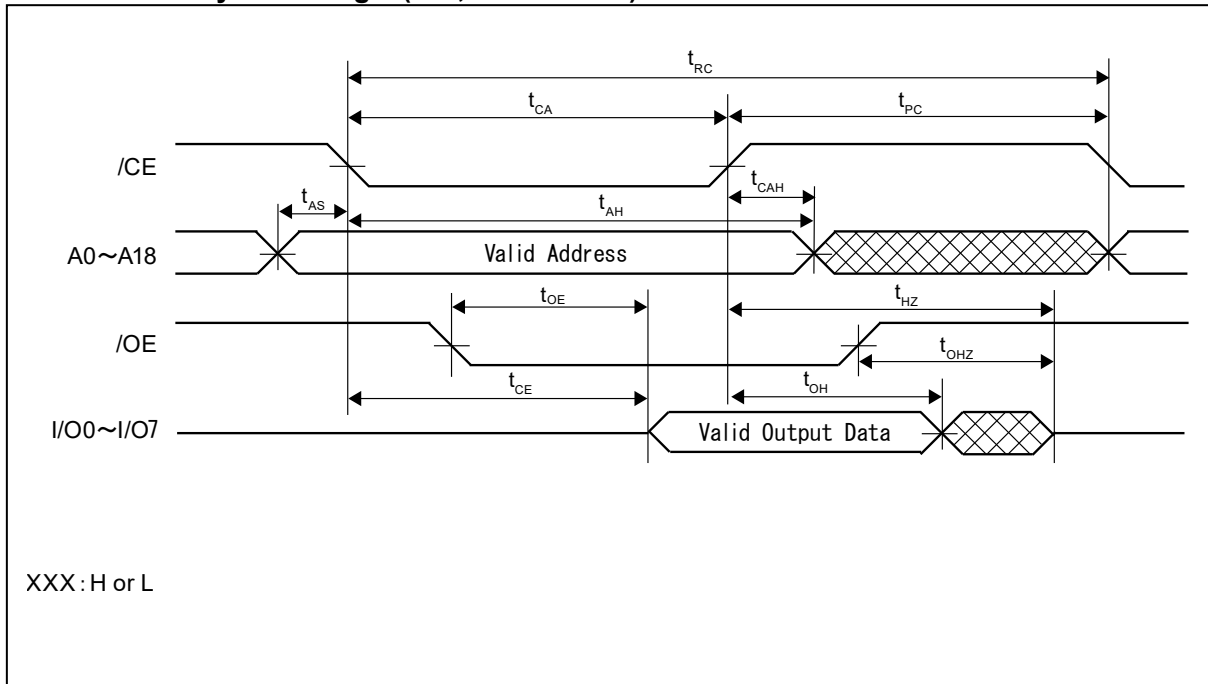 t_RC
t_CA t_PC
/CE
t_CAH
t_AS t_AH
A0～A18 Valid Address
t_OE t_HZ
/OE
t_OHZ
t_CE t_OH
I/O0～I/O7 Valid Output Data
XXX : H or L